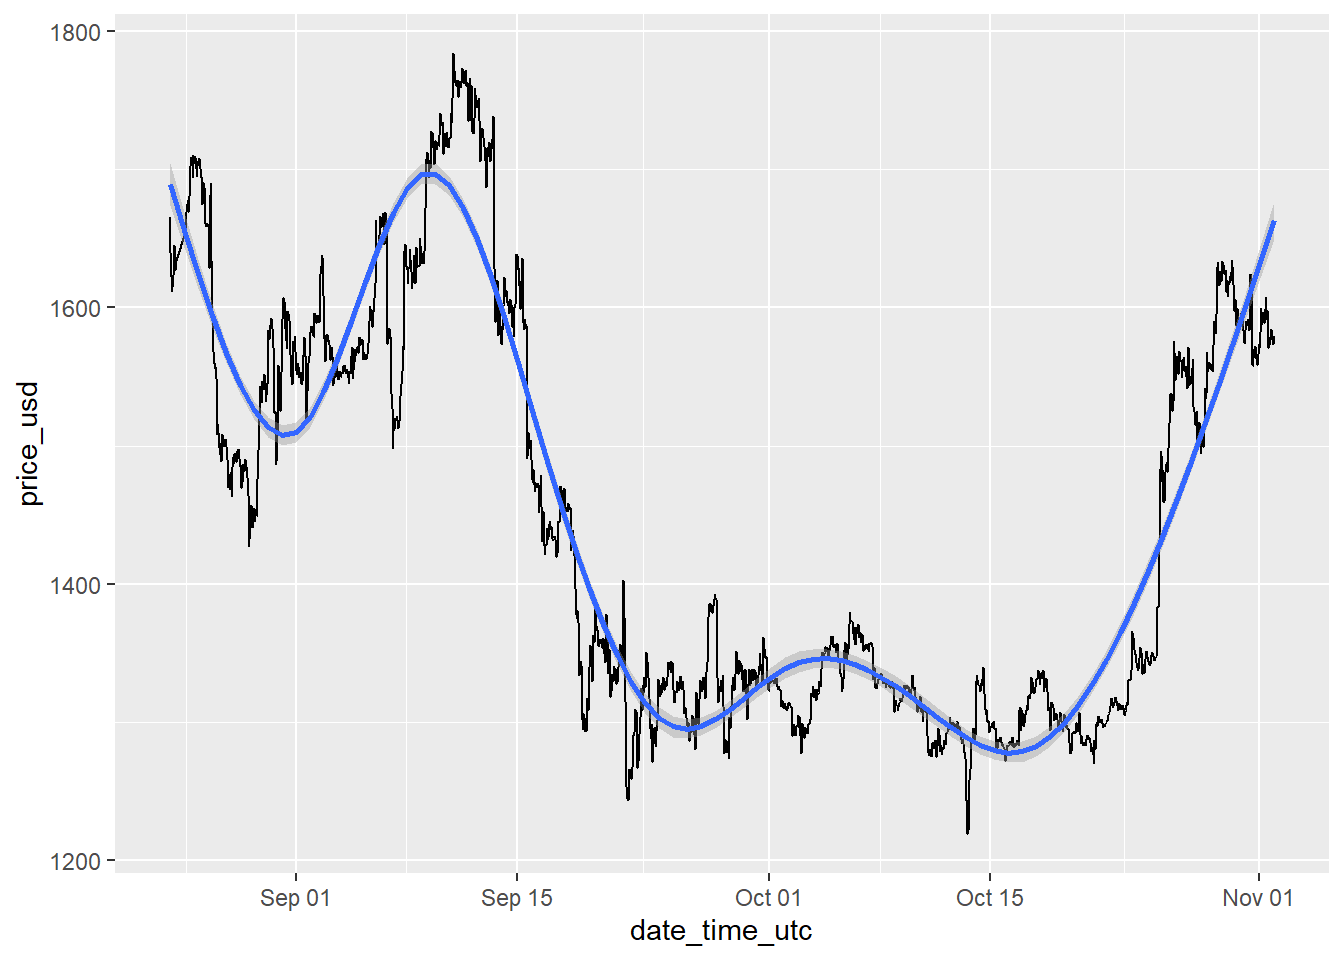 1800
1600
1400
1200
price_usd
Sep 01
Sep 15
Oct 01
Oct 15
Nov 01
date_time_utc